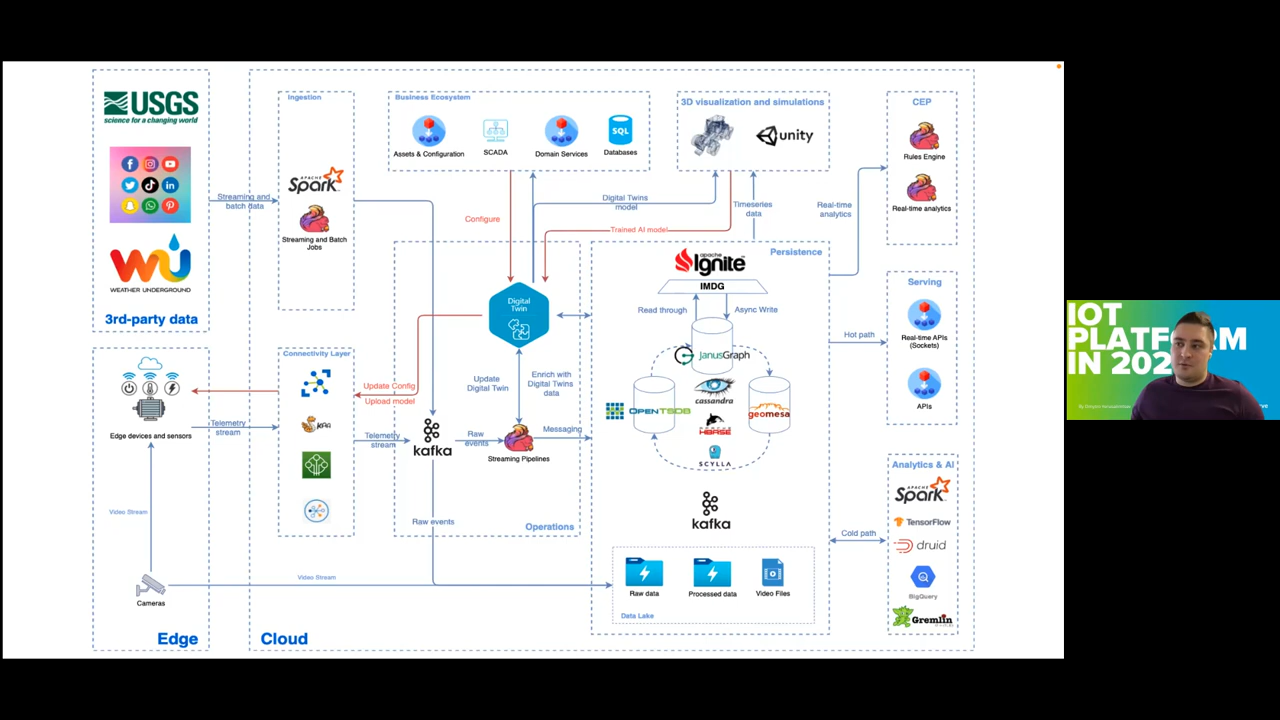 USGS
science for a changing world
WEATHER UNDERGROUND
3rd-party data
Streaming and
batch data
Ingestion
APACHE
Spark
Streaming and Batch
Jobs
Business Ecosystem
Assets & Configuration
SCADA
Domain Services
SQL
Databases
3D visualization and simulations
unity
CEP
Rules Engine
Real-time analytics
Configure
Digital Twins
model
Trained AI model
Timeseries
data
Real-time
analytics
Persistence
APACHE
Ignite
IMDG
Read through
Async Write
JanusGraph
OPENTSDB
cassandra
APACHE
HBASE
SCYLLA
geomesa
kafka
Raw data
Processed data
Video Files
Data Lake
Serving
Real-time APIs
(Sockets)
APIs
Hot path
Cold path
Analytics & AI
APACHE
Spark
TensorFlow
druid
BigQuery
Gremlin
Digital
Twin
Update
Digital Twin
Enrich with
Digital Twins
data
Update Config
Upload model
Telemetry
stream
kafka
Raw
events
Streaming Pipelines
Messaging
Raw events
Operations
Connectivity Layer
KAA
Edge devices and sensors
Telemetry
stream
Video Stream
Cameras
Video Stream
Edge
Cloud
IOT
PLATFORM
IN 202